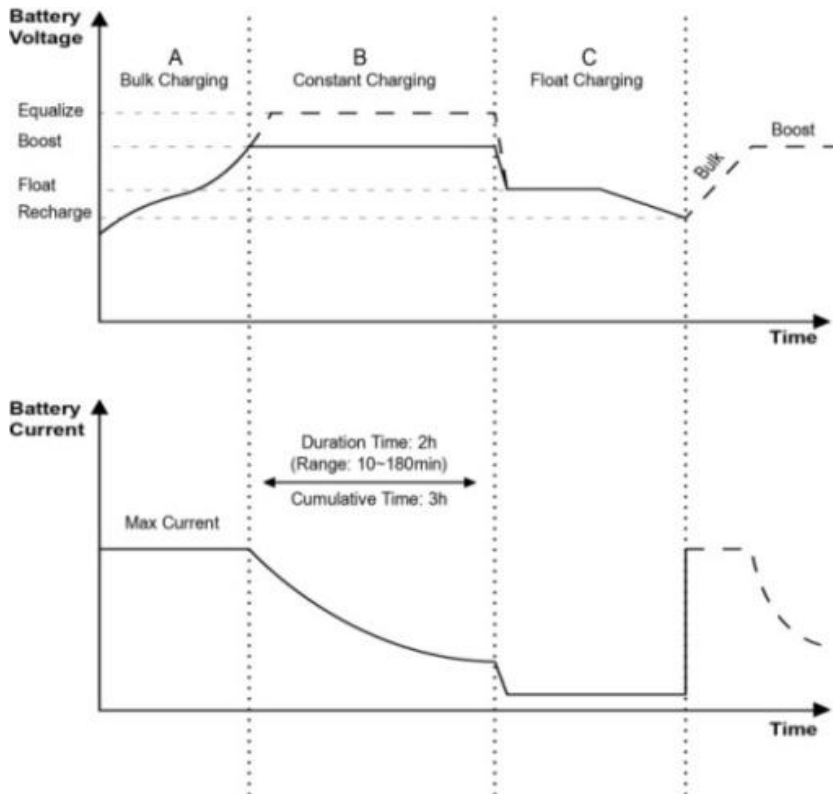 Battery
Voltage
A
Bulk Charging
B
Constant Charging
C
Float Charging
Equalize
Boost
Float
Recharge
Bulk
Boost
Time
Battery
Current
Duration Time: 2h
(Range: 10~180min)
Cumulative Time: 3h
Max Current
Time